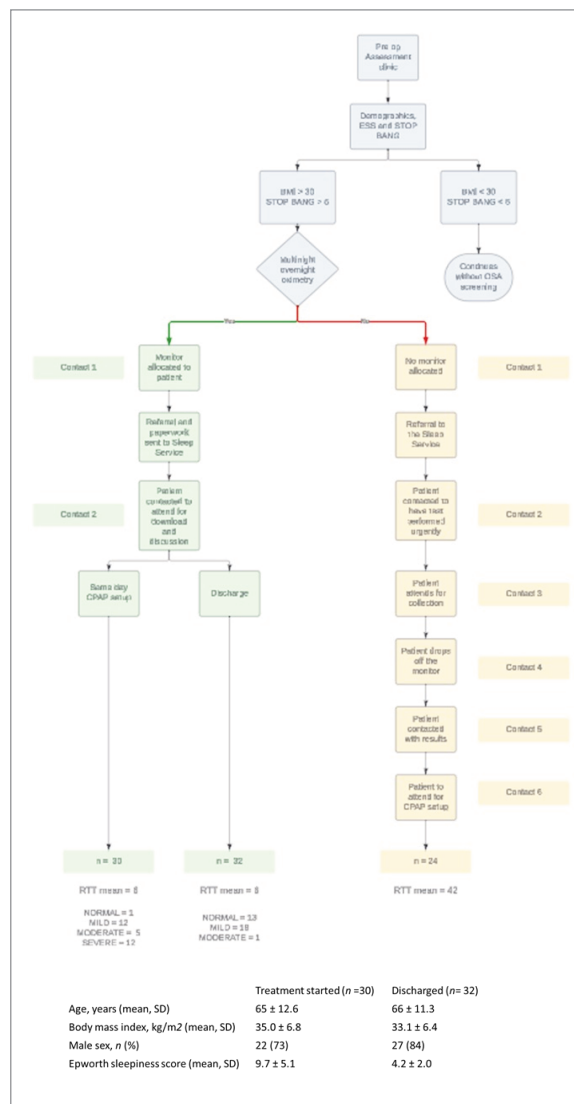 Pre op
Assessment
clinic
Demographics,
ESS and STOP
BANG
BMI > 30
STOP BANG > 6
BMI < 30
STOP BANG < 6
Multinight
overnight
oximetry
Continues
without OSA
screening
Yes
No
Contact 1
Monitor
allocated to
patient
No monitor
allocated
Contact 1
Referral and
paperwork
sent to Sleep
Service
Referral to
the Sleep
Service
Contact 2
Patient
contacted to
attend for
download
and
discussion
Patient
contacted to
have test
performed
urgently
Contact 2
Same day
CPAP setup
Discharge
Patient
attends for
collection
Contact 3
Patient drops
off the
monitor
Contact 4
Patient
contacted
with results
Contact 5
Patient to
attend for
CPAP setup
Contact 6
n = 30
n = 32
n = 24
RTT mean = 6
RTT mean = 6
RTT mean = 42
NORMAL = 1
MILD = 12
MODERATE = 5
SEVERE = 12
NORMAL = 13
MILD = 18
MODERATE = 1
Treatment started (n =30) Discharged (n= 32)
Age, years (mean, SD) 65 ± 12.6 66 ± 11.3
Body mass index, kg/m2 (mean, SD) 35.0 ± 6.8 33.1 ± 6.4
Male sex, n (%) 22 (73) 27 (84)
Epworth sleepiness score (mean, SD) 9.7 ± 5.1 4.2 ± 2.0